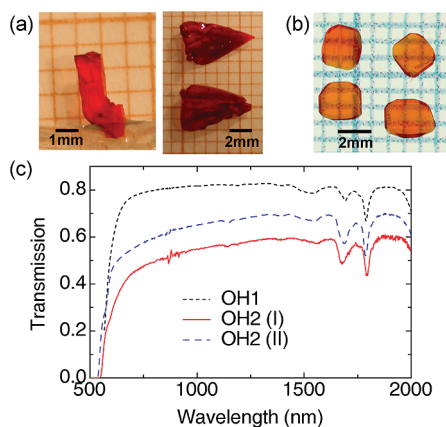 (a)
1mm
2mm
(b)
2mm
(c)
0.8
0.6
0.4
0.2
0.0
Transmission
OH1
OH2 (I)
OH2 (II)
500
1000
1500
2000
Wavelength (nm)